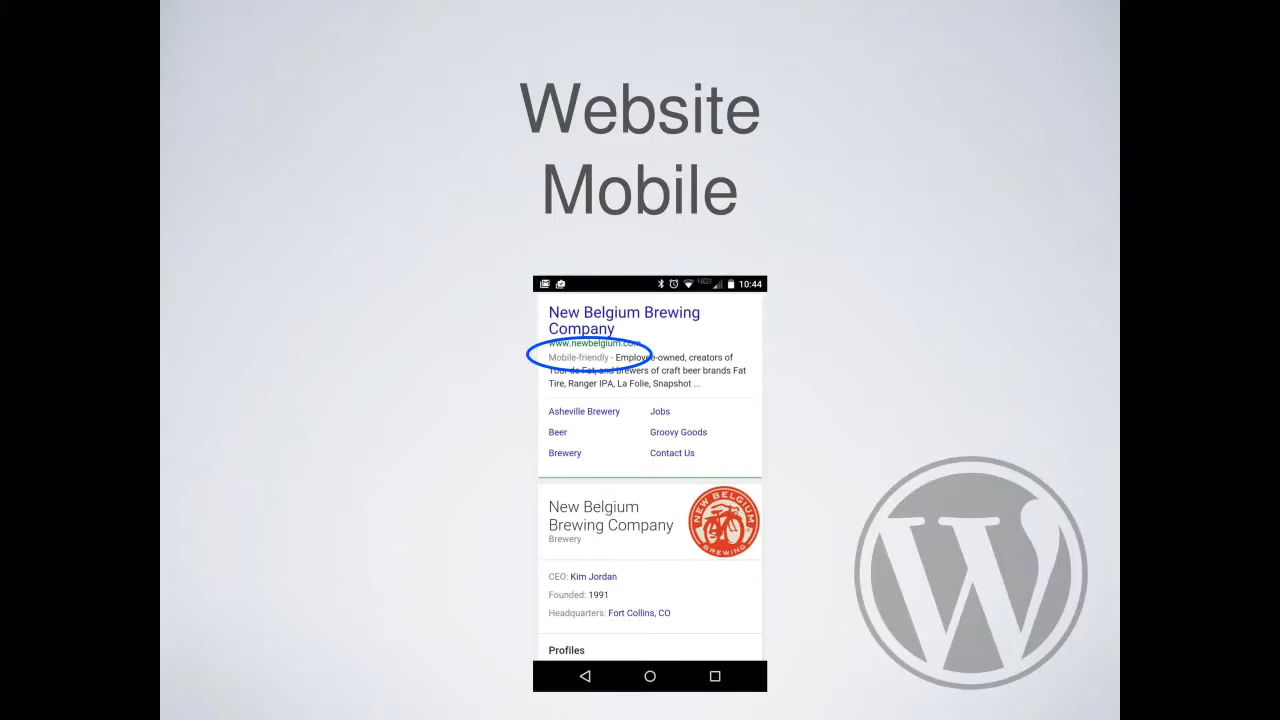 Website
Mobile
4G
10:44
New Belgium Brewing
Company
www.newbelgium.com
Mobile-friendly - Employee-owned, creators of
Tour de Fat, and brewers of craft beer brands Fat
Tire, Ranger IPA, La Folie, Snapshot ...
Asheville Brewery Jobs
Beer Groovy Goods
Brewery Contact Us
New Belgium
Brewing Company
Brewery
NEW BELGIUM
BREWING
CEO: Kim Jordan
Founded: 1991
Headquarters: Fort Collins, CO
Profiles
W